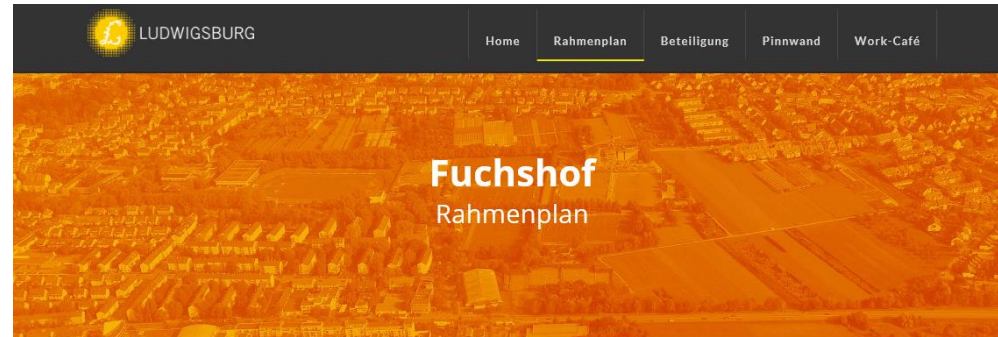 LUDWIGSBURG
Home Rahmenplan Beteiligung Pinnwand Work-Café
Fuchshof
Rahmenplan